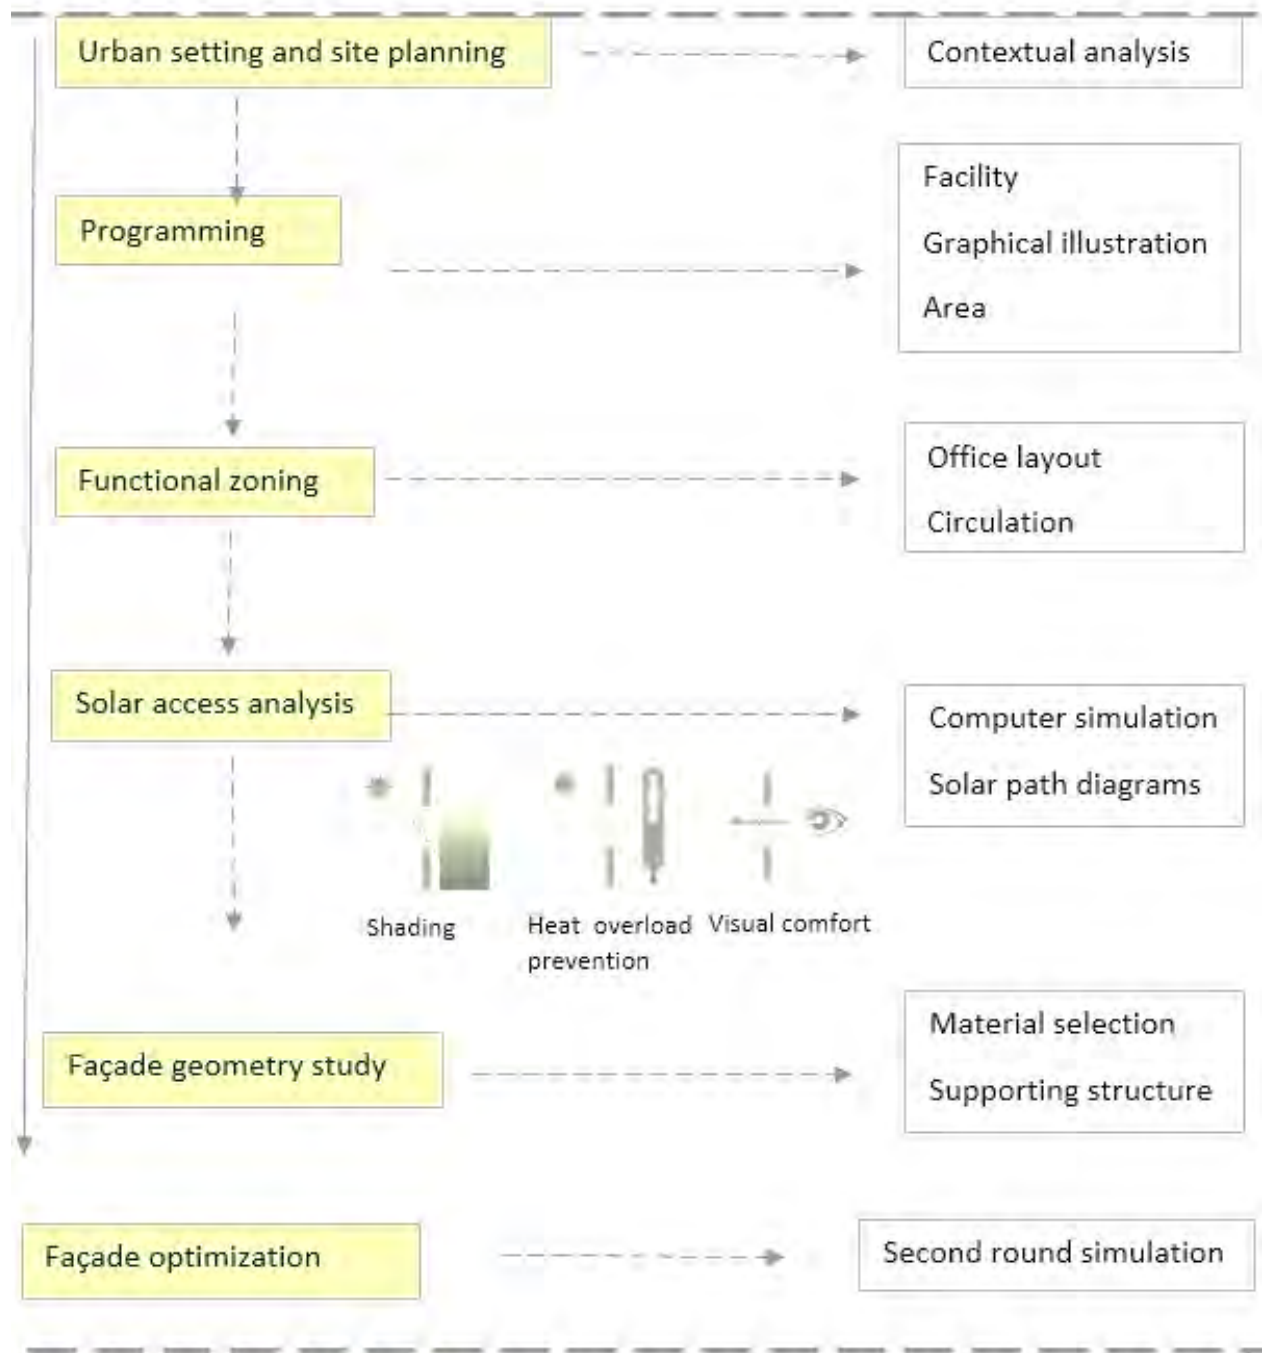 Urban setting and site planning
Contextual analysis
Programming
Facility
Graphical illustration
Area
Functional zoning
Office layout
Circulation
Solar access analysis
Computer simulation
Solar path diagrams
Shading
Heat overload
prevention
Visual comfort
Façade geometry study
Material selection
Supporting structure
Façade optimization
Second round simulation